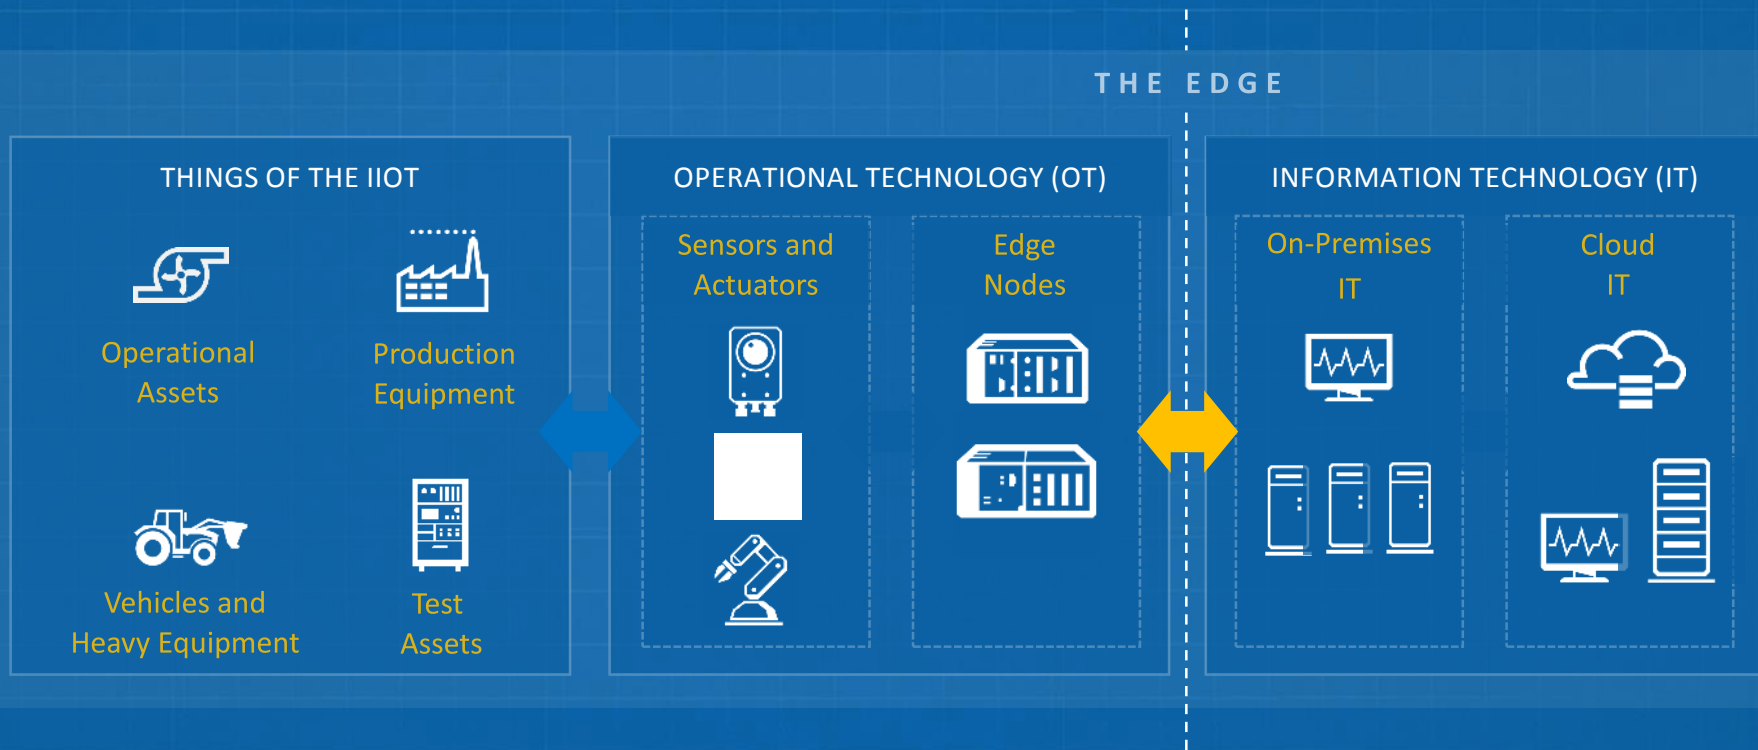 THE EDGE
THINGS OF THE IIOT
Operational
Assets
Production
Equipment
Vehicles and
Heavy Equipment
Test
Assets
OPERATIONAL TECHNOLOGY (OT)
Sensors and
Actuators
Edge
Nodes
INFORMATION TECHNOLOGY (IT)
On-Premises
IT
Cloud
IT